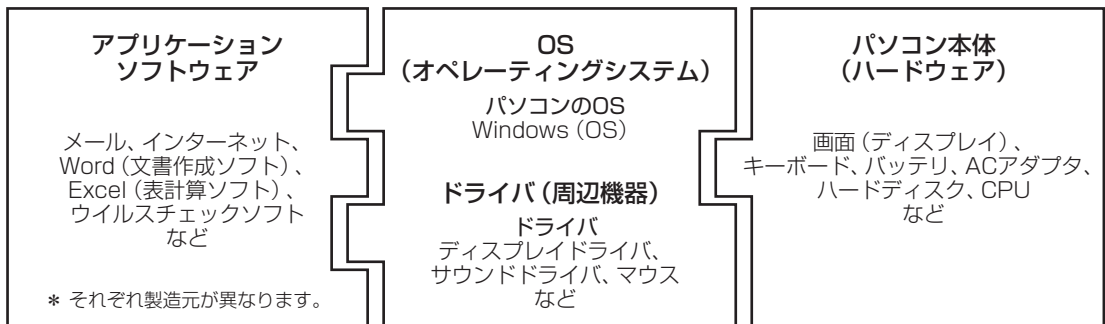 アプリケーション
ソフトウェア
メール、インターネット、
Word（文書作成ソフト）、
Excel（表計算ソフト）、
ウイルスチェックソフト
など
* それぞれ製造元が異なります。
OS
（オペレーティングシステム）
パソコンのOS
Windows（OS）
ドライバ（周辺機器）
ドライバ
ディスプレイドライバ、
サウンドドライバ、マウス
など
パソコン本体
（ハードウェア）
画面（ディスプレイ）、
キーボード、バッテリ、ACアダプタ、
ハードディスク、CPU
など